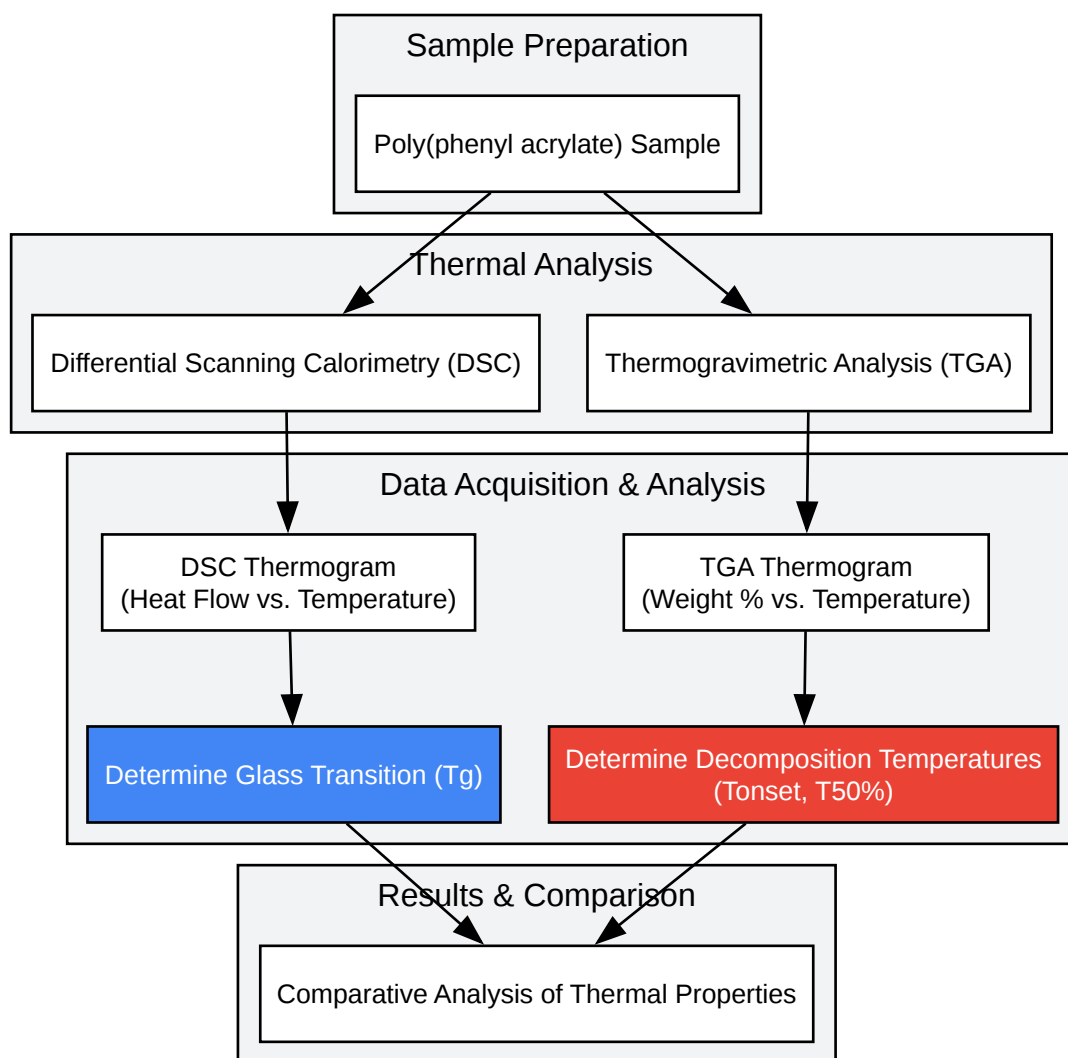 Sample Preparation
Poly(phenyl acrylate) Sample
Thermal Analysis
Differential Scanning Calorimetry (DSC)
Thermogravimetric Analysis (TGA)
Data Acquisition & Analysis
DSC Thermogram
(Heat Flow vs. Temperature)
TGA Thermogram
(Weight % vs. Temperature)
Determine Glass Transition (Tg)
Determine Decomposition Temperatures
(Tonset, T50%)
Results & Comparison
Comparative Analysis of Thermal Properties